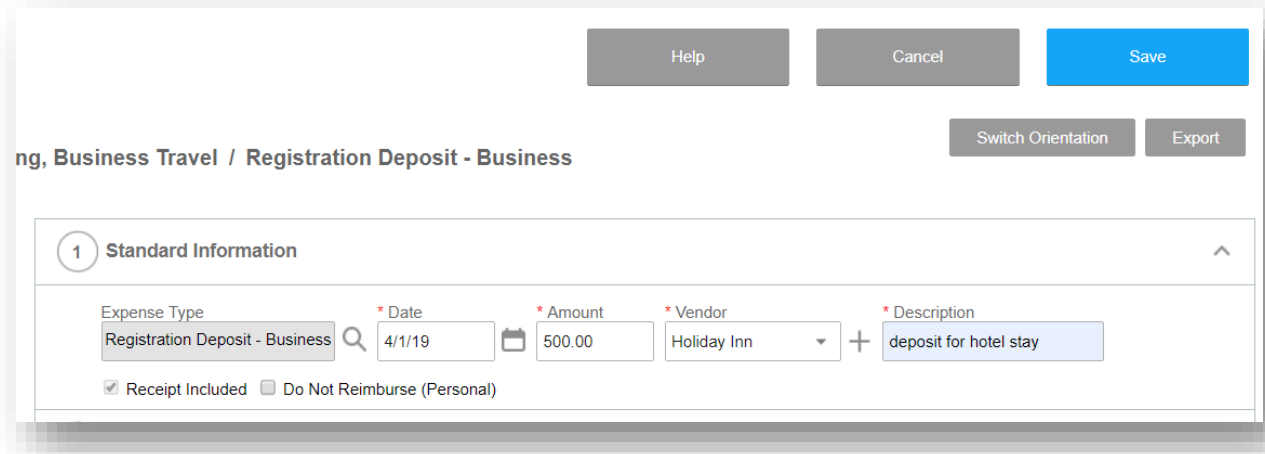 Help Cancel Save
Switch Orientation Export
ng, Business Travel / Registration Deposit - Business
1 Standard Information
Expense Type * Date * Amount * Vendor * Description
Registration Deposit - Business 4/1/19 500.00 Holiday Inn deposit for hotel stay
Receipt Included Do Not Reimburse (Personal)